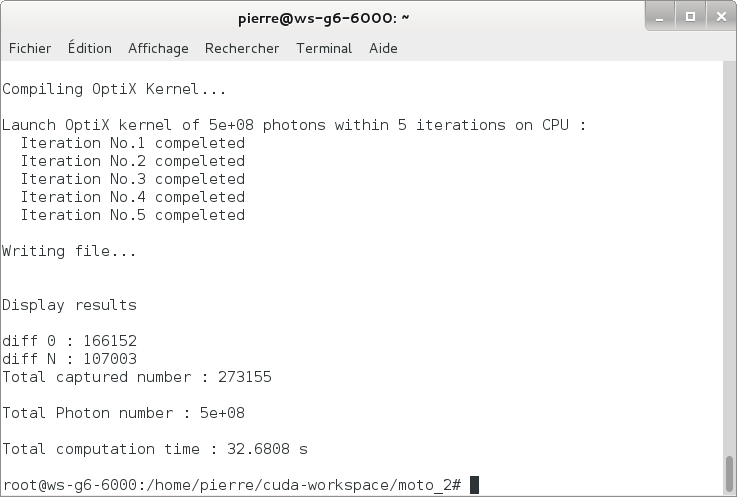 pierre@ws-g6-6000: ~
Fichier Édition Affichage Rechercher Terminal Aide
Compiling OptiX Kernel...
Launch OptiX kernel of 5e+08 photons within 5 iterations on CPU :
Iteration No.1 compeleted
Iteration No.2 compeleted
Iteration No.3 compeleted
Iteration No.4 compeleted
Iteration No.5 compeleted
Writing file...
Display results
diff 0 : 166152
diff N : 107003
Total captured number : 273155
Total Photon number : 5e+08
Total computation time : 32.6808 s
root@ws-g6-6000:/home/pierre/cuda-workspace/moto_2#